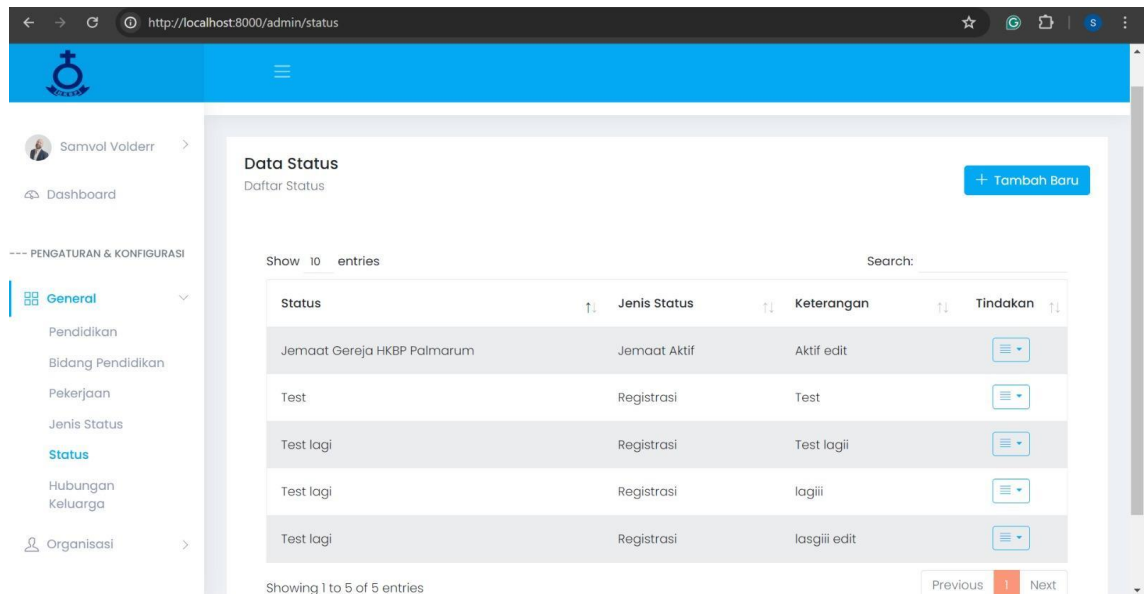 http://localhost:8000/admin/status
S
Samvol Volderr
Dashboard
--- PENGATURAN & KONFIGURASI
General
Pendidikan
Bidang Pendidikan
Pekerjaan
Jenis Status
Status
Hubungan
Keluarga
Organisasi
Data Status
Daftar Status
+ Tambah Baru
Show 10 entries
Search:
Status Jenis Status Keterangan Tindakan
Jemaat Gereja HKBP Palmarum Jemaat Aktif Aktif edit
Test Registrasi Test
Test lagi Registrasi Test lagii
Test lagi Registrasi lagiii
Test lagi Registrasi lasgiii edit
Showing 1 to 5 of 5 entries
Previous 1 Next